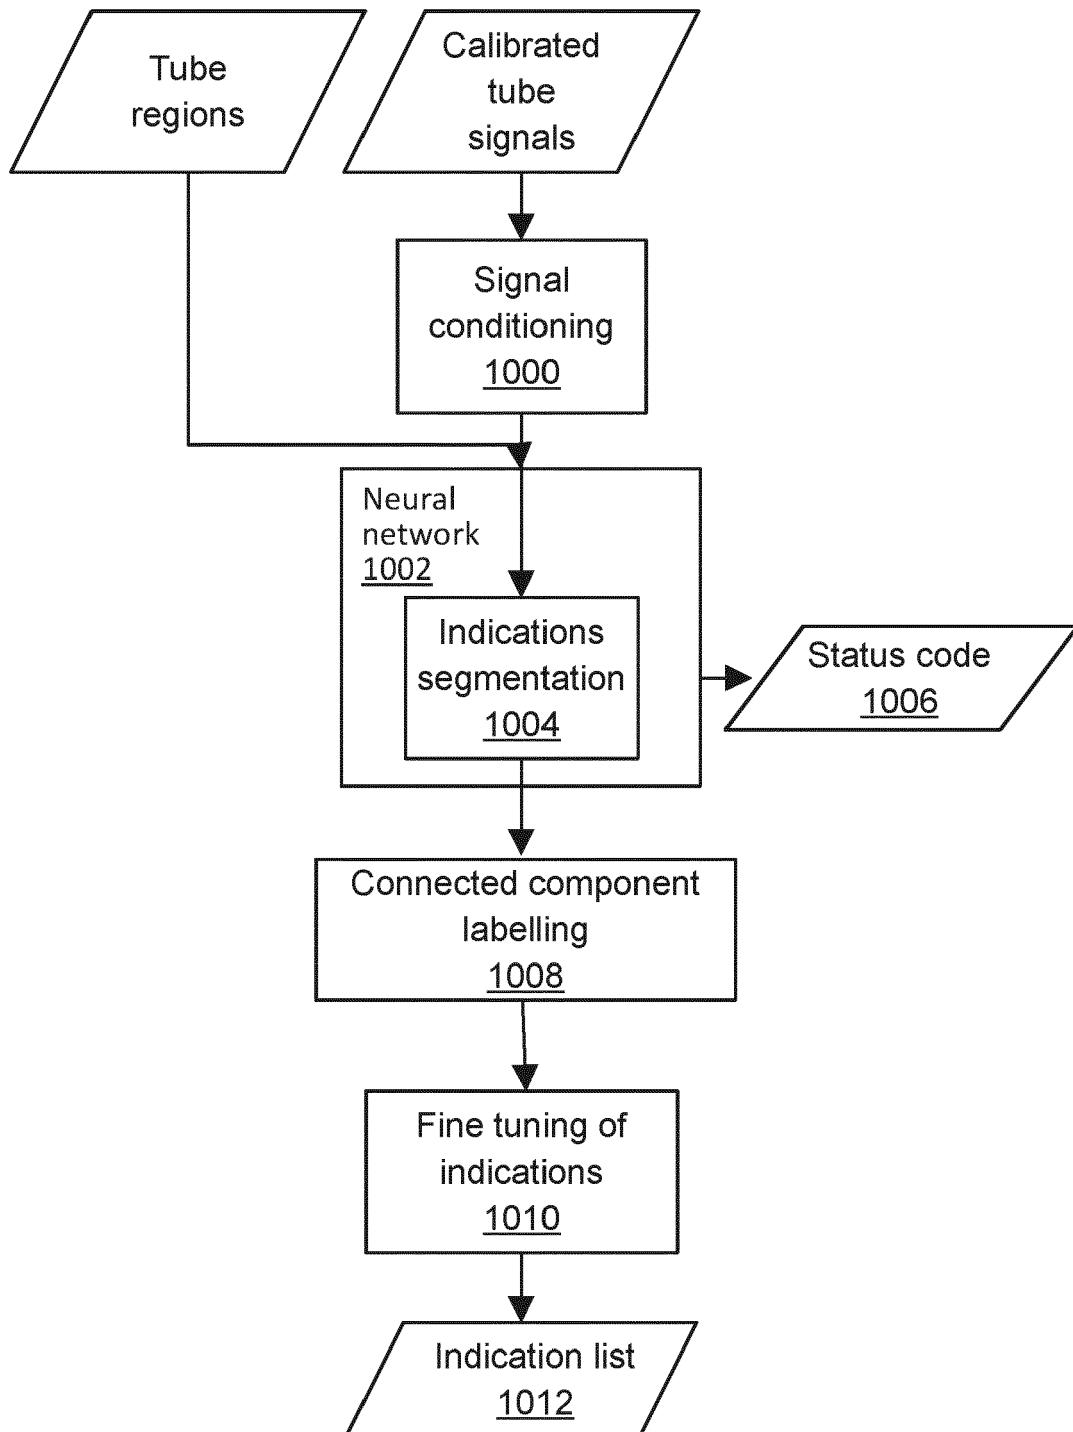 Tube
regions
Calibrated
tube
signals
Signal
conditioning
1000
Neural
network
1002
Indications
segmentation
1004
Status code
1006
Connected component
labelling
1008
Fine tuning of
indications
1010
Indication list
1012